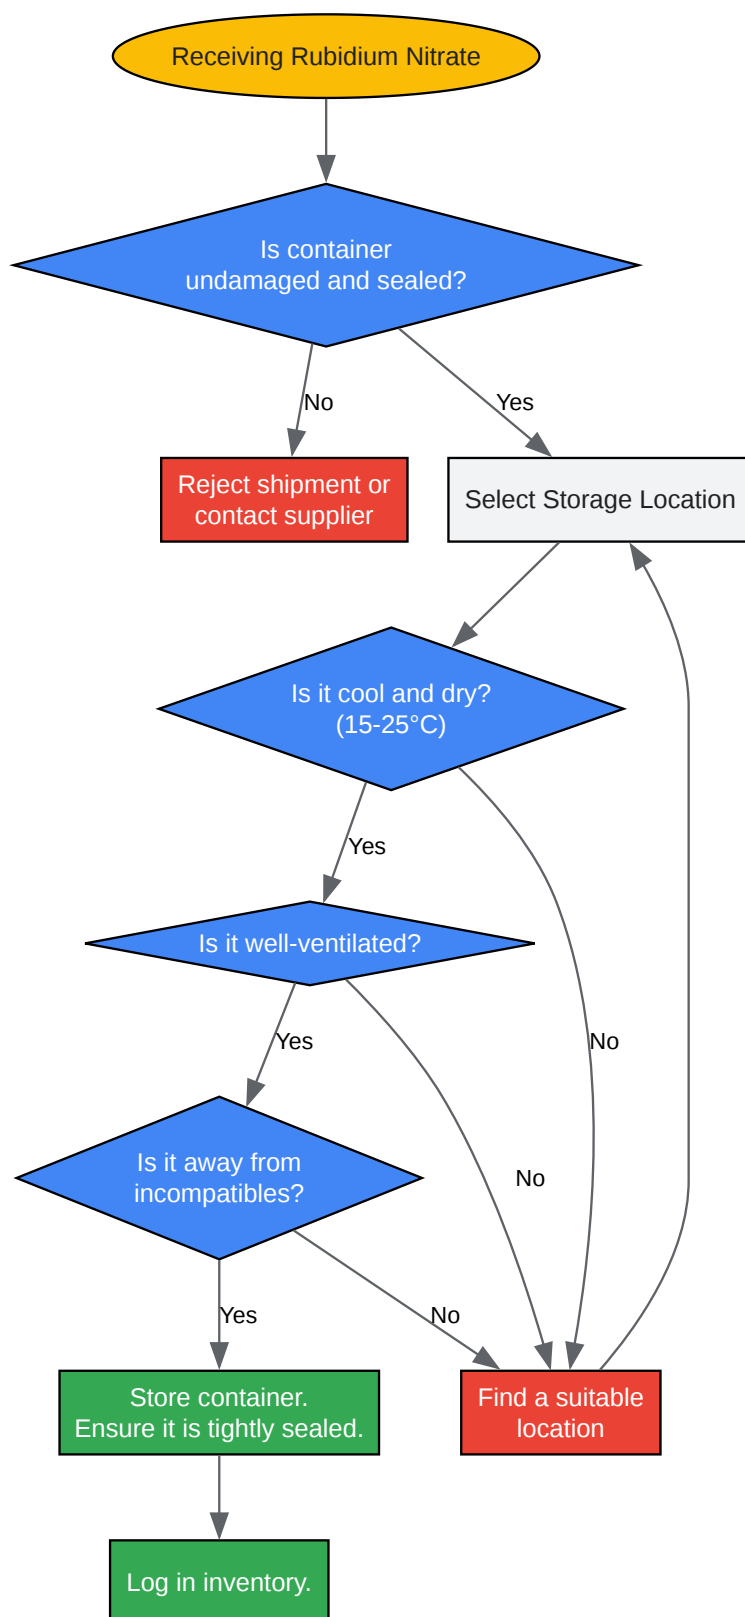 Receiving Rubidium Nitrate
Is container
undamaged and sealed?
No
Yes
Reject shipment or
contact supplier
Select Storage Location
Is it cool and dry?
(15-25°C)
Yes
Is it well-ventilated?
Yes
No
Is it away from
incompatibles?
No
Yes
No
Store container.
Ensure it is tightly sealed.
Find a suitable
location
Log in inventory.